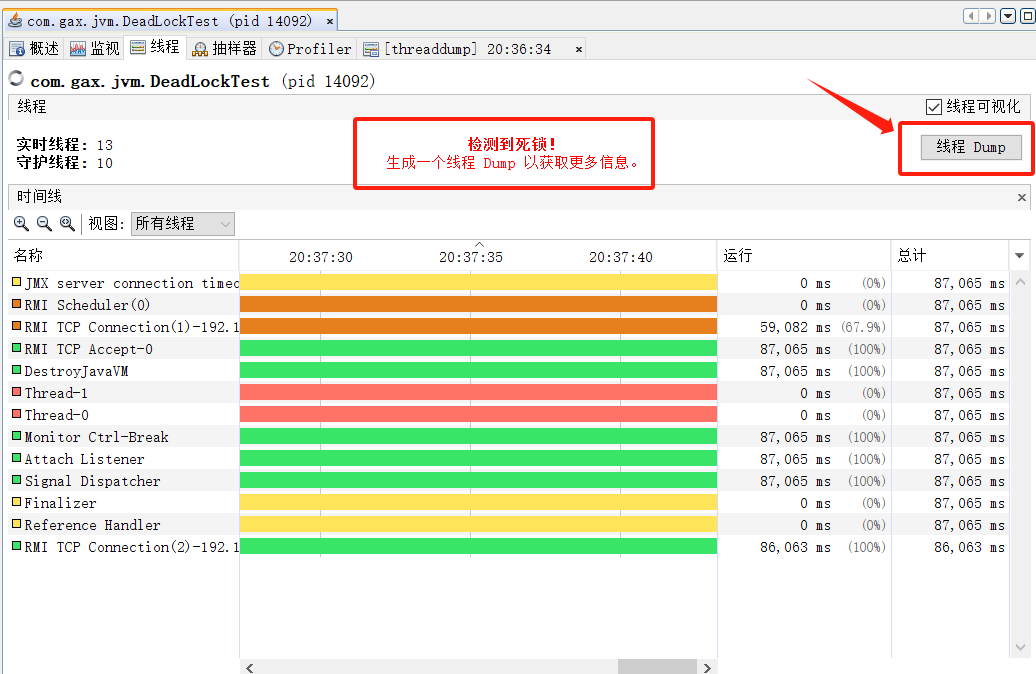 com.gax.jvm.DeadLockTest (pid 14092) ×
概述 监视 线程 抽样器 Profiler [threaddump] 20:36:34 ×
com.gax.jvm.DeadLockTest (pid 14092)
线程 线程可视化
实时线程: 13
守护线程: 10
检测到死锁!
生成一个线程 Dump 以获取更多信息。
线程 Dump
时间线 ×
视图: 所有线程
名称 20:37:30 20:37:35 20:37:40 运行 总计
JMX server connection timeo 0 ms (0%) 87,065 ms
RMI Scheduler(0) 0 ms (0%) 87,065 ms
RMI TCP Connection(1)-192.1 59,082 ms (67.9%) 87,065 ms
RMI TCP Accept-0 87,065 ms (100%) 87,065 ms
DestroyJavaVM 87,065 ms (100%) 87,065 ms
Thread-1 0 ms (0%) 87,065 ms
Thread-0 0 ms (0%) 87,065 ms
Monitor Ctrl-Break 87,065 ms (100%) 87,065 ms
Attach Listener 87,065 ms (100%) 87,065 ms
Signal Dispatcher 87,065 ms (100%) 87,065 ms
Finalizer 0 ms (0%) 87,065 ms
Reference Handler 0 ms (0%) 87,065 ms
RMI TCP Connection(2)-192.1 86,063 ms (100%) 86,063 ms